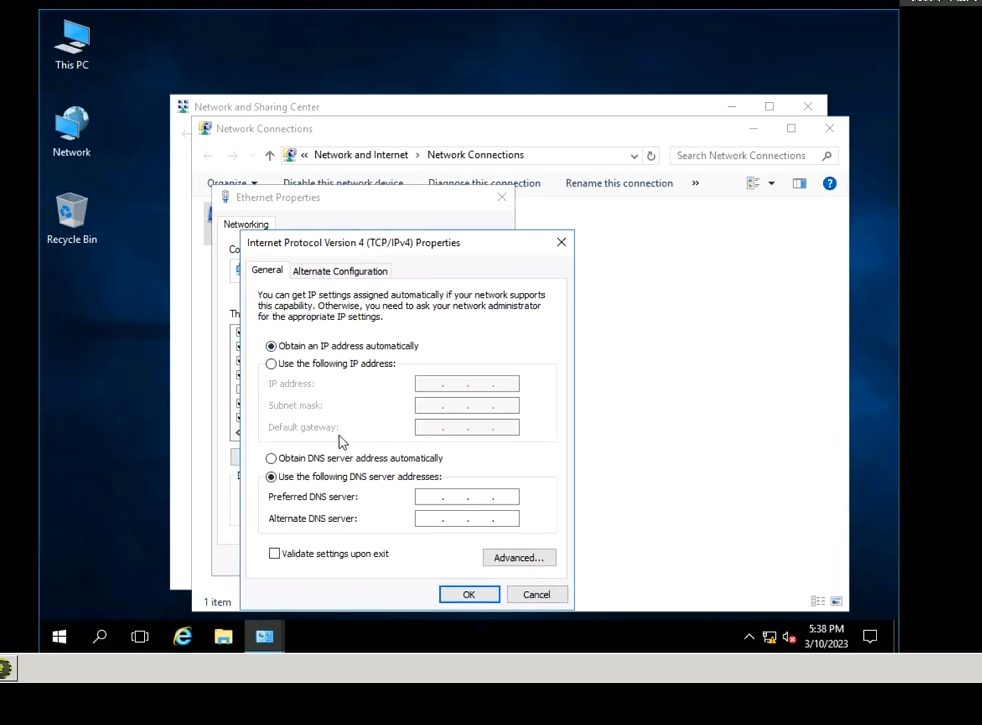 This PC
Network
Recycle Bin
Network and Sharing Center
Network Connections
« Network and Internet › Network Connections
Search Network Connections
Organize
Disable this network device
Diagnose this connection
Rename this connection
»
Ethernet Properties
Networking
Internet Protocol Version 4 (TCP/IPv4) Properties
General
Alternate Configuration
You can get IP settings assigned automatically if your network supports
this capability. Otherwise, you need to ask your network administrator
for the appropriate IP settings.
Obtain an IP address automatically
Use the following IP address:
IP address:
Subnet mask:
Default gateway:
Obtain DNS server address automatically
Use the following DNS server addresses:
Preferred DNS server:
Alternate DNS server:
Validate settings upon exit
Advanced...
OK
Cancel
1 item
5:38 PM
3/10/2023